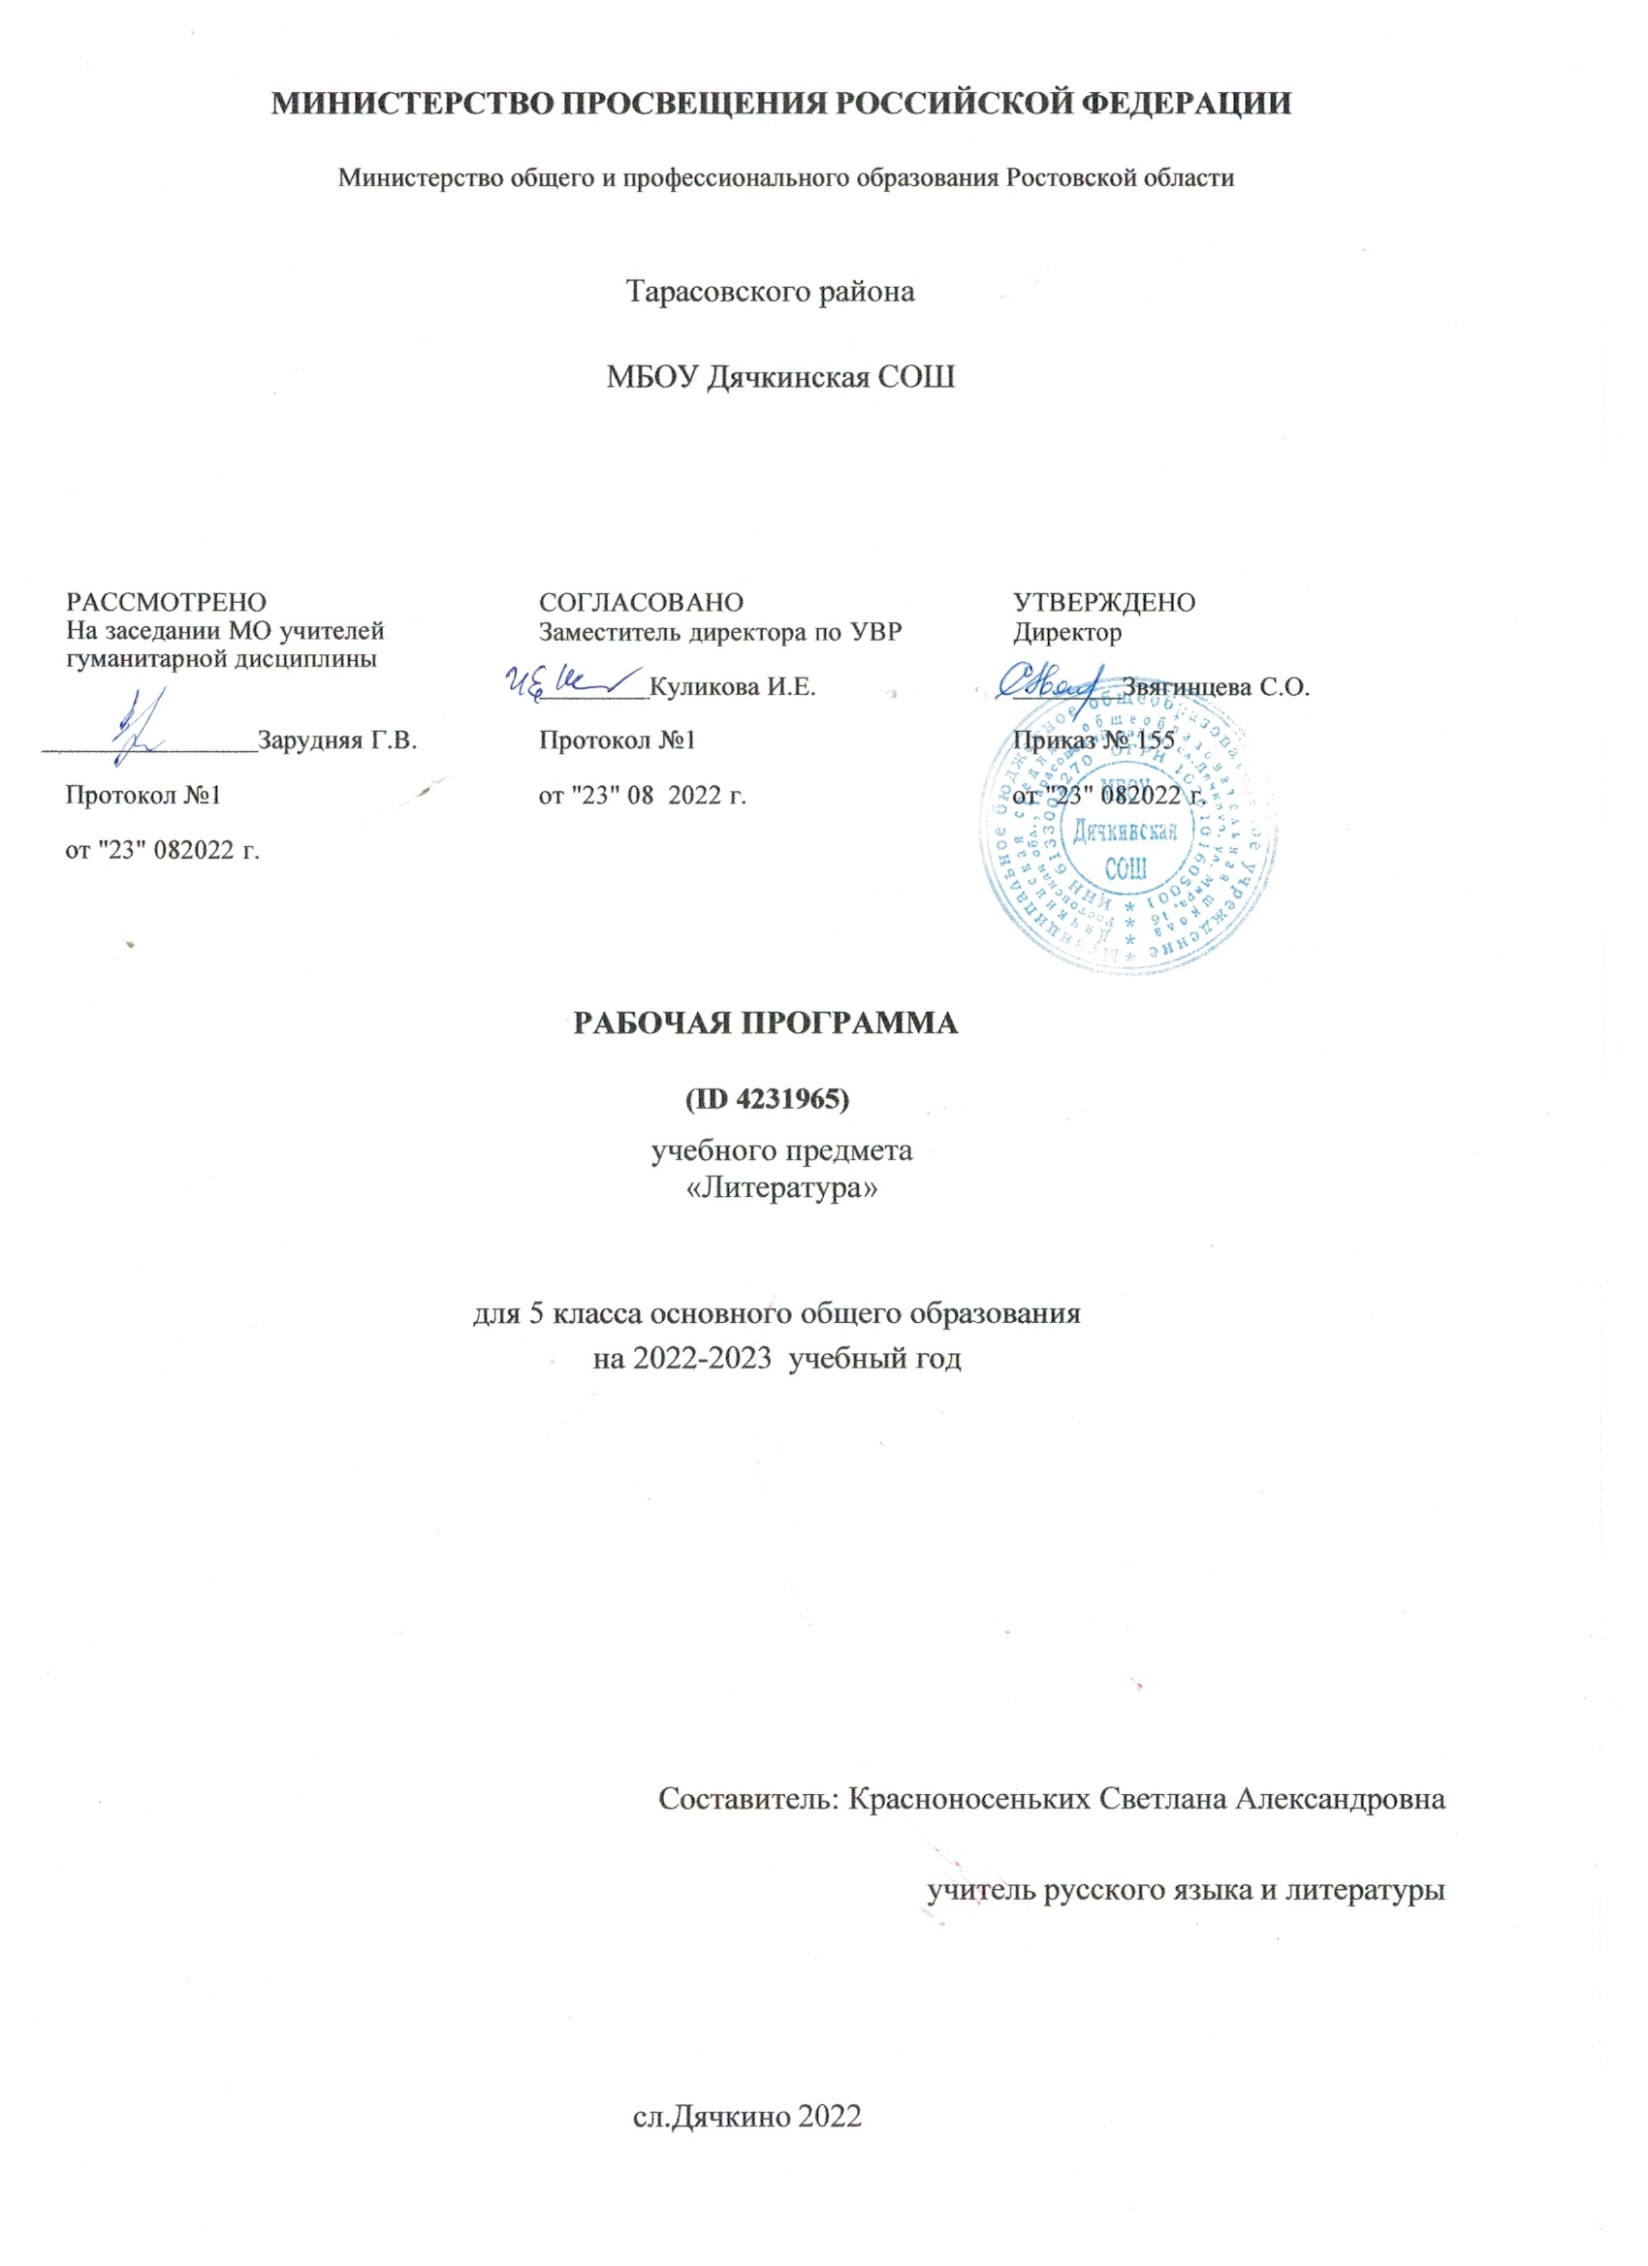 МИНИСТЕРСТВО ПРОСВЕЩЕНИЯ РОССИЙСКОЙ ФЕДЕРАЦИИ
Министерство общего и профессионального образования Ростовской области
Тарасовского района
МБОУ Дячкинская СОШ
РАССМОТРЕНО
На заседании МО учителей
гуманитарной дисциплины
Зарудняя Г.В.
Протокол №1
от "23" 082022 г.
СОГЛАСОВАНО
Заместитель директора по УВР
Куликова И.Е.
Протокол №1
от "23" 08 2022 г.
УТВЕРЖДЕНО
Директор
Звягинцева С.О.
Приказ № 155
от "23" 082022 г.
МБОУ
Дячкинская
СОШ
РАБОЧАЯ ПРОГРАММА
(ID 4231965)
учебного предмета
«Литература»
для 5 класса основного общего образования
на 2022-2023 учебный год
Составитель: Красноносеньких Светлана Александровна
учитель русского языка и литературы
сл.Дячкино 2022